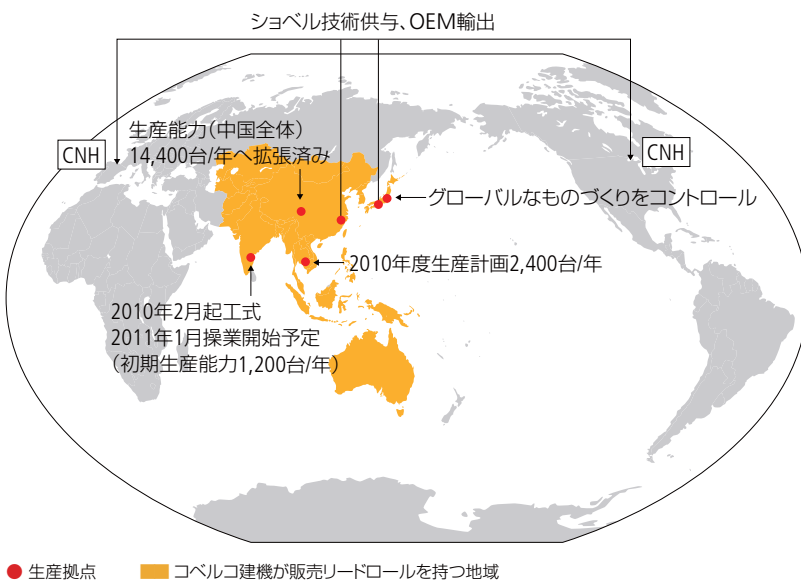 ショベル技術供与、OEM輸出
生産能力(中国全体)
14,400台/年へ拡張済み
CNH
CNH
グローバルなものづくりをコントロール
2010年度生産計画2,400台/年
2010年2月起工式
2011年1月操業開始予定
(初期生産能力1,200台/年)
生産拠点
コベルコ建機が販売リードロールを持つ地域